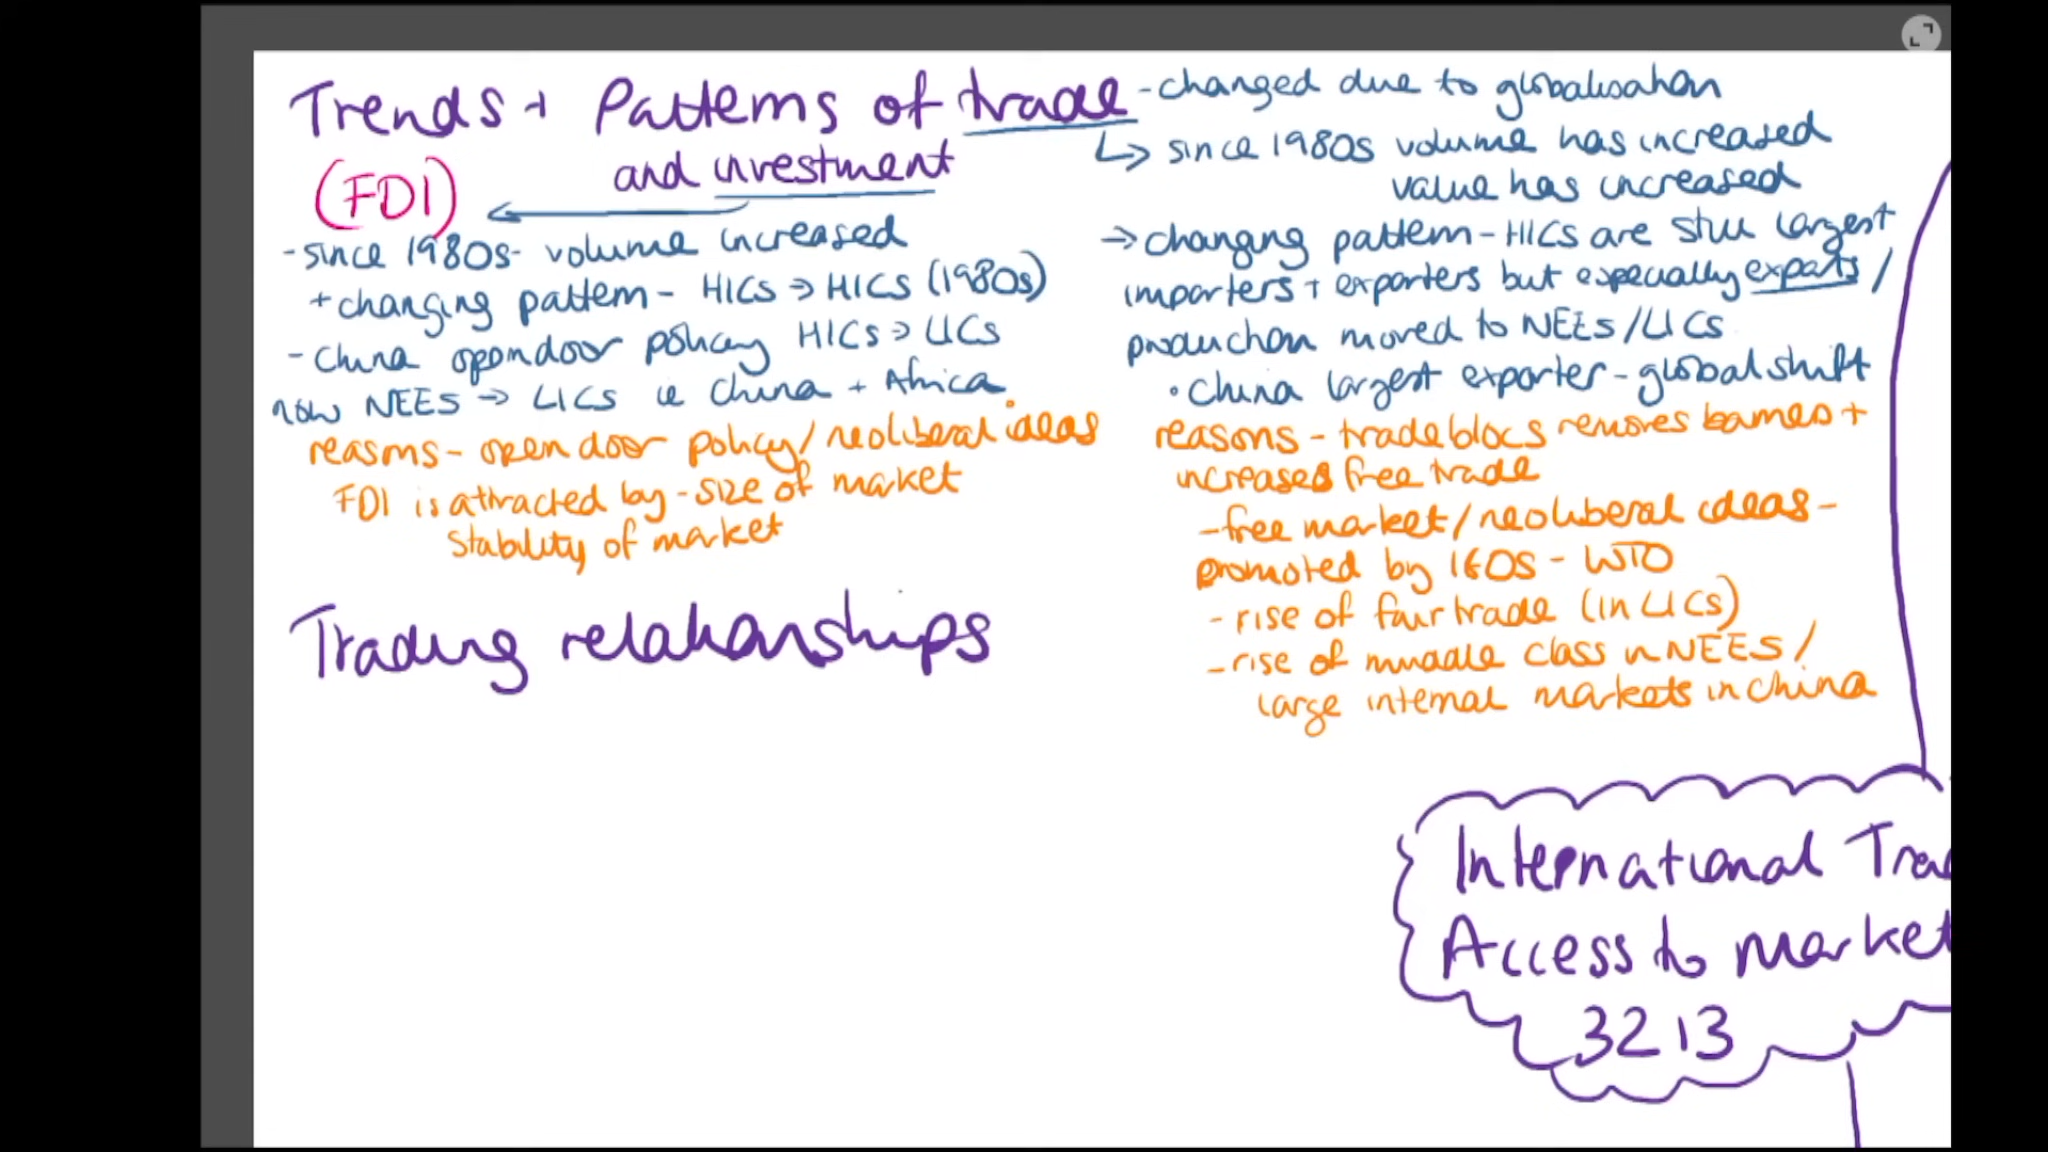 Trends + Patterns of trade
and investment
(FDI)
- since 1980s - volume increased
+ changing pattern - HICs → HICs (1980s)
- China open door policy HICs → LICs
now NEEs → LICs ie China + Africa
reasons - open door policy/neoliberal ideas
FDI is attracted by - size of market
stability of market
- changed due to globalisation
↳ since 1980s volume has increased
value has increased
→ changing pattern - HICs are still largest
importers + exporters but especially exports /
production moved to NEEs/LICs
• China largest exporter - global shift
reasons - trade blocs removes barriers +
increases free trade
- free market/neoliberal ideas -
promoted by IGOs - WTO
- rise of fair trade (in LICs)
- rise of middle class in NEEs /
large internal markets in China
Trading relationships
International Tra
Access to market
3213